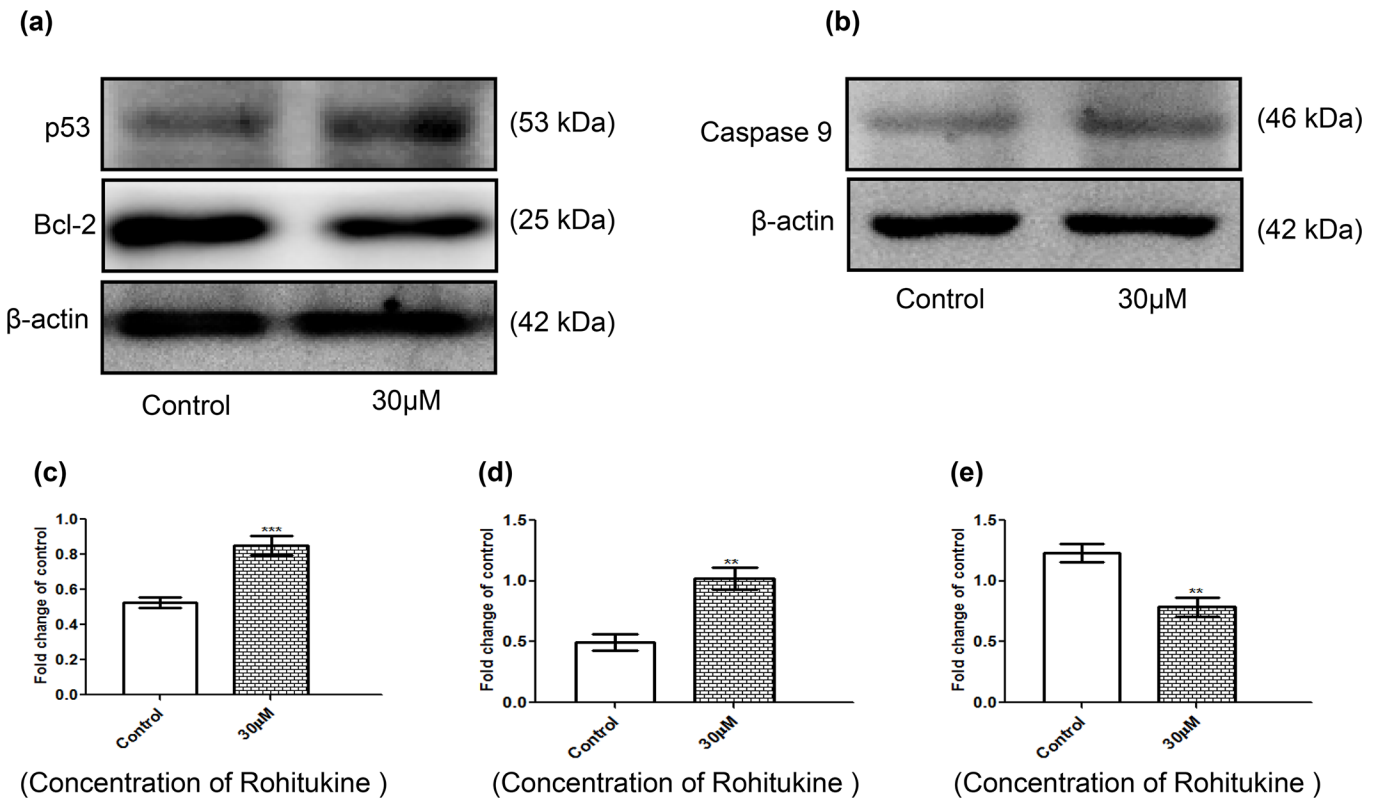 (a)
p53
(53 kDa)
Bcl-2
(25 kDa)
β-actin
(42 kDa)
Control
30μM
(b)
Caspase 9
(46 kDa)
β-actin
(42 kDa)
Control
30μM
(c)
Fold change of control
1.0
0.8
0.6
0.4
0.2
0.0
***
Control
30μM
(Concentration of Rohitukine )
(d)
Fold change of control
1.5
1.0
0.5
0.0
**
Control
30μM
(Concentration of Rohitukine )
(e)
Fold change of control
1.5
1.0
0.5
0.0
**
Control
30μM
(Concentration of Rohitukine )